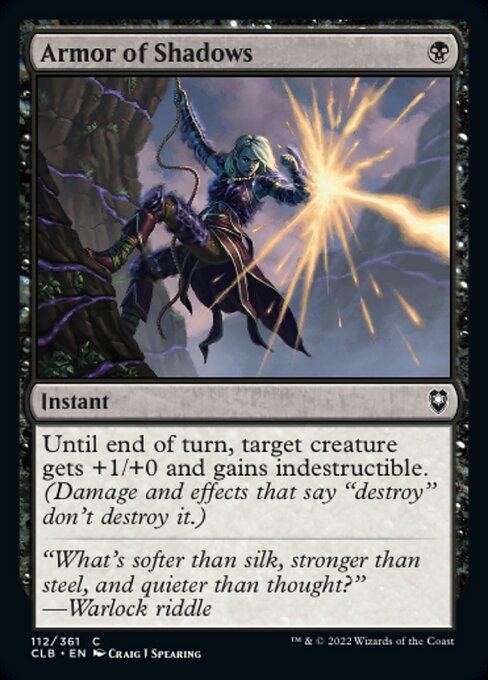 Armor of Shadows
Instant
Until end of turn, target creature
gets +1/+0 and gains indestructible.
(Damage and effects that say “destroy”
don’t destroy it.)
“What’s softer than silk, stronger than
steel, and quieter than thought?”
—Warlock riddle
112/361 C
CLB • EN Craig J Spearing
™ & © 2022 Wizards of the Coast